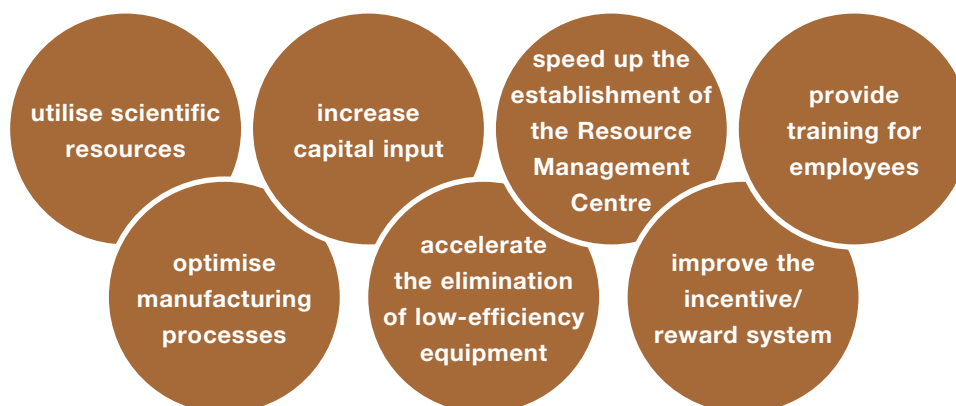 utilise scientific
resources
increase
capital input
speed up the
establishment of
the Resource
Management
Centre
provide
training for
employees
optimise
manufacturing
processes
accelerate
the elimination
of low-efficiency
equipment
improve the
incentive/
reward system